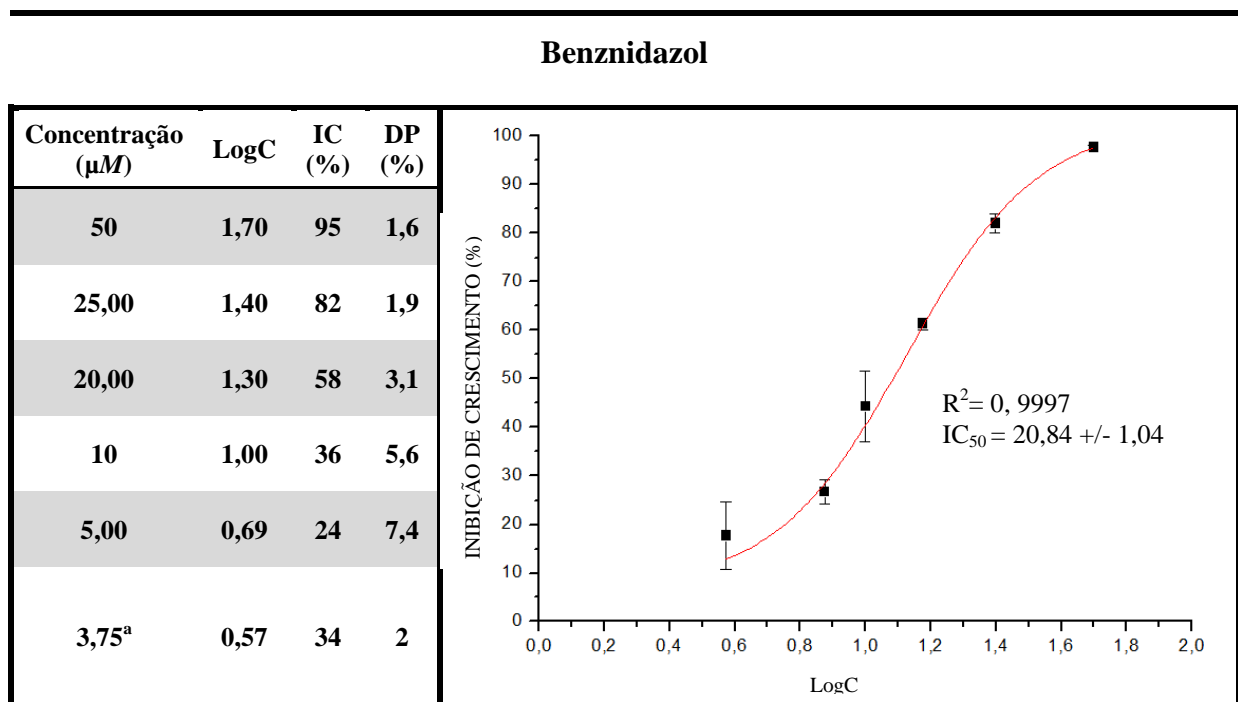 Benznidazol
Concentração (µM) LogC IC (%) DP (%)
50 1,70 95 1,6
25,00 1,40 82 1,9
20,00 1,30 58 3,1
10 1,00 36 5,6
5,00 0,69 24 7,4
3,75ᵃ 0,57 34 2
INIBIÇÃO DE CRESCIMENTO (%)
100
90
80
70
60
50
40
30
20
10
0
R²= 0, 9997
IC₅₀ = 20,84 +/- 1,04
0,0 0,2 0,4 0,6 0,8 1,0 1,2 1,4 1,6 1,8 2,0
LogC